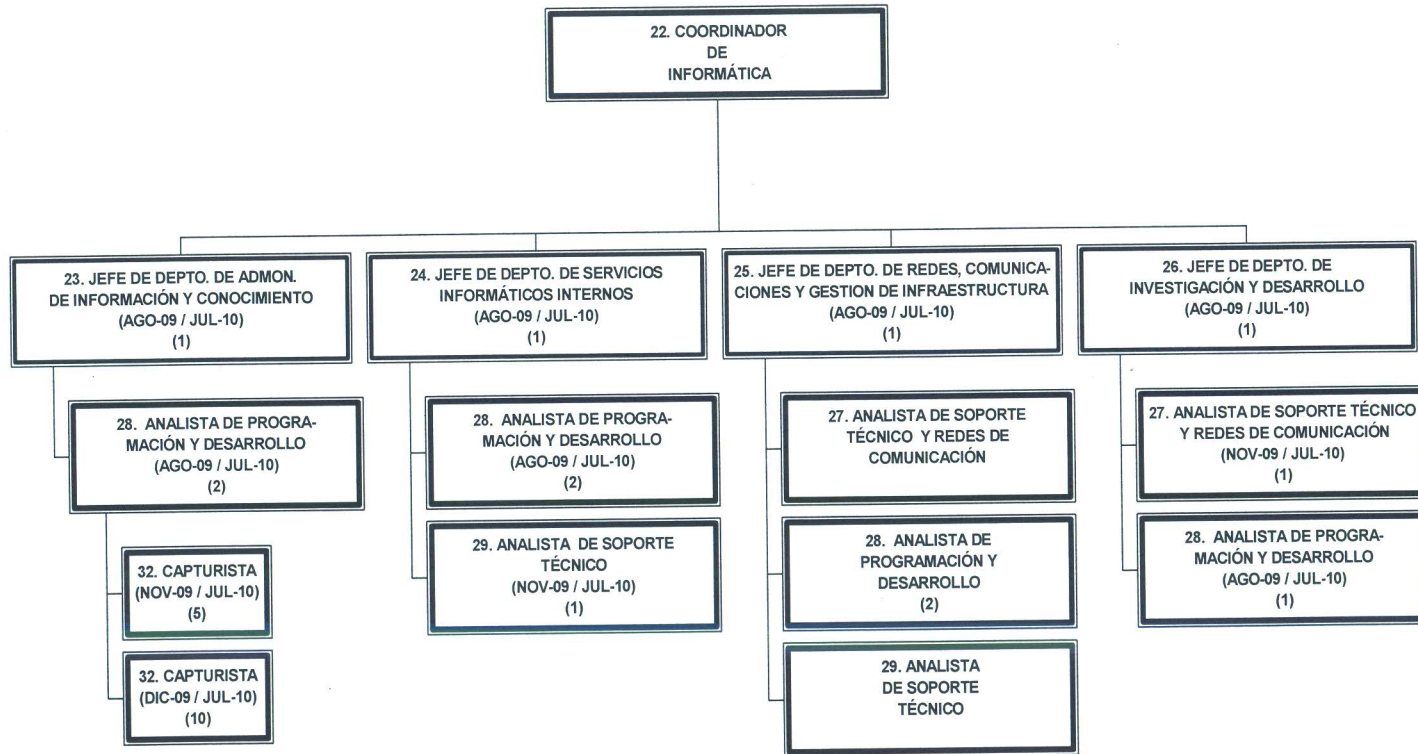 22. COORDINADOR
DE
INFORMÁTICA
23. JEFE DE DEPTO. DE ADMON.
DE INFORMACIÓN Y CONOCIMIENTO
(AGO-09 / JUL-10)
(1)
24. JEFE DE DEPTO. DE SERVICIOS
INFORMÁTICOS INTERNOS
(AGO-09 / JUL-10)
(1)
25. JEFE DE DEPTO. DE REDES, COMUNICA-
CIONES Y GESTION DE INFRAESTRUCTURA
(AGO-09 / JUL-10)
(1)
26. JEFE DE DEPTO. DE
INVESTIGACIÓN Y DESARROLLO
(AGO-09 / JUL-10)
(1)
28. ANALISTA DE PROGRA-
MACIÓN Y DESARROLLO
(AGO-09 / JUL-10)
(2)
32. CAPTURISTA
(NOV-09 / JUL-10)
(5)
32. CAPTURISTA
(DIC-09 / JUL-10)
(10)
28. ANALISTA DE PROGRA-
MACIÓN Y DESARROLLO
(AGO-09 / JUL-10)
(2)
29. ANALISTA DE SOPORTE
TÉCNICO
(NOV-09 / JUL-10)
(1)
27. ANALISTA DE SOPORTE
TÉCNICO Y REDES DE
COMUNICACIÓN
28. ANALISTA DE
PROGRAMACIÓN Y
DESARROLLO
(2)
29. ANALISTA
DE SOPORTE
TÉCNICO
27. ANALISTA DE SOPORTE TÉCNICO
Y REDES DE COMUNICACIÓN
(NOV-09 / JUL-10)
(1)
28. ANALISTA DE PROGRA-
MACIÓN Y DESARROLLO
(AGO-09 / JUL-10)
(1)